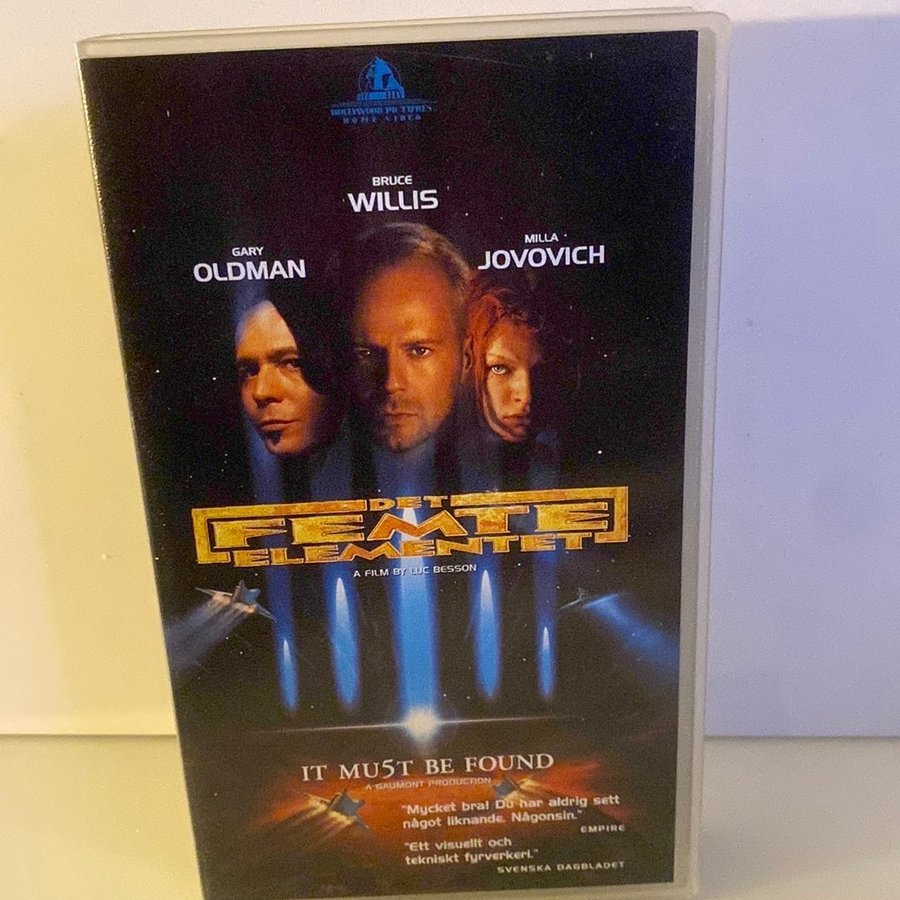 HOLLYWOOD PICTURES
HOME VIDEO
BRUCE
WILLIS
GARY
OLDMAN
MILLA
JOVOVICH
DET
FEMTE
ELEMENTET
A FILM BY LUC BESSON
IT MU5T BE FOUND
A GAUMONT PRODUCTION
"Mycket bra! Du har aldrig sett
något liknande. Någonsin."
EMPIRE
"Ett visuellt och
tekniskt fyrverkeri."
SVENSKA DAGBLADET